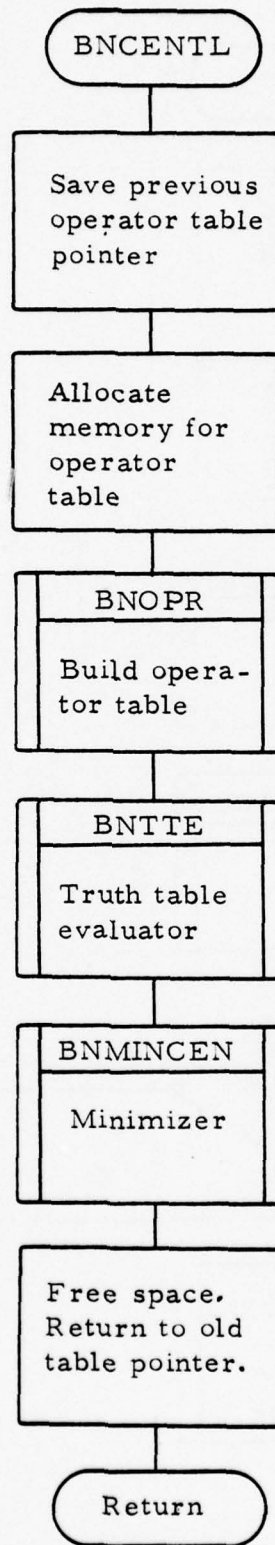 BNCENTL
Save previous
operator table
pointer
Allocate
memory for
operator
table
BNOPR
Build opera-
tor table
BNTTE
Truth table
evaluator
BNMINCEN
Minimizer
Free space.
Return to old
table pointer.
Return